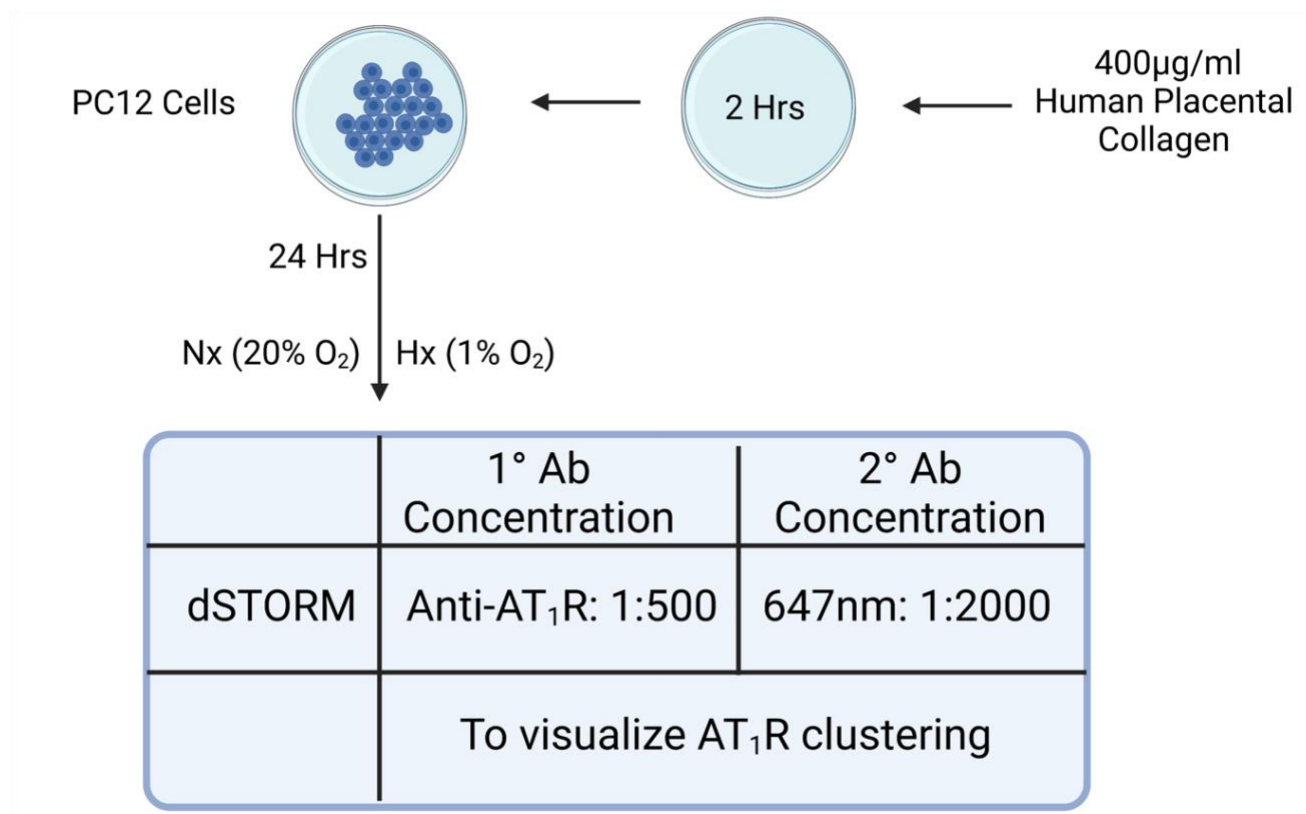 PC12 Cells
2 Hrs
400µg/ml
Human Placental
Collagen
24 Hrs
Nx (20% O₂)
Hx (1% O₂)
1° Ab
Concentration
2° Ab
Concentration
dSTORM
Anti-AT₁R: 1:500
647nm: 1:2000
To visualize AT₁R clustering